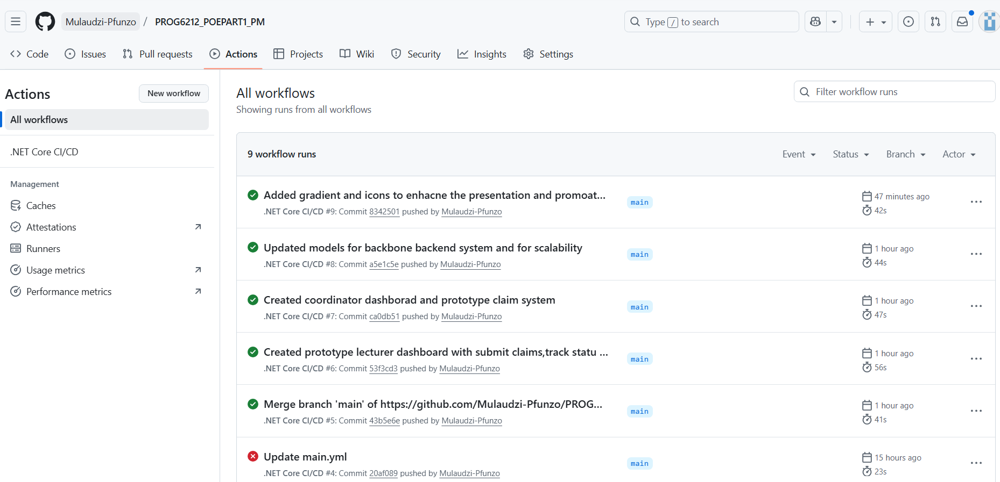 Mulaudzi-Pfunzo / PROG6212_POEPART1_PM
Type / to search
Code
Issues
Pull requests
Actions
Projects
Wiki
Security
Insights
Settings
Actions
New workflow
All workflows
.NET Core CI/CD
Management
Caches
Attestations
Runners
Usage metrics
Performance metrics
All workflows
Showing runs from all workflows
Filter workflow runs
9 workflow runs
Event
Status
Branch
Actor
Added gradient and icons to enhacne the presentation and promoat...
.NET Core CI/CD #9: Commit 8342501 pushed by Mulaudzi-Pfunzo
main
47 minutes ago
42s
Updated models for backbone backend system and for scalability
.NET Core CI/CD #8: Commit a5e1c5e pushed by Mulaudzi-Pfunzo
main
1 hour ago
44s
Created coordinator dashborad and prototype claim system
.NET Core CI/CD #7: Commit ca0db51 pushed by Mulaudzi-Pfunzo
main
1 hour ago
47s
Created prototype lecturer dashboard with submit claims,track statu ...
.NET Core CI/CD #6: Commit 53f3cd3 pushed by Mulaudzi-Pfunzo
main
1 hour ago
56s
Merge branch 'main' of https://github.com/Mulaudzi-Pfunzo/PROG...
.NET Core CI/CD #5: Commit 43b5e6e pushed by Mulaudzi-Pfunzo
main
1 hour ago
41s
Update main.yml
.NET Core CI/CD #4: Commit 20af089 pushed by Mulaudzi-Pfunzo
main
15 hours ago
23s